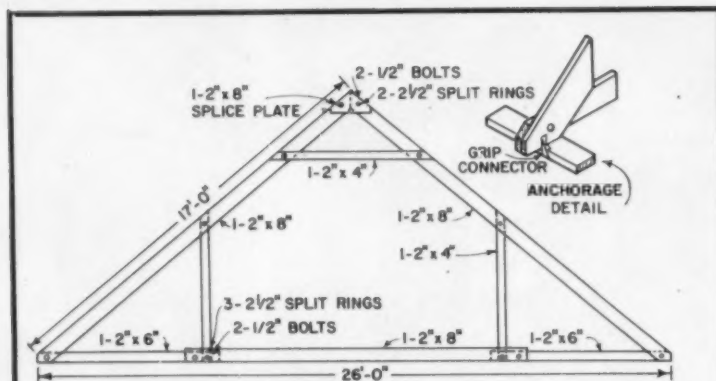 2-1/2" BOLTS
2-2 1/2" SPLIT RINGS
1-2" x 8"
SPLICE PLATE
GRIP
CONNECTOR
ANCHORAGE
DETAIL
1-2" x 4"
17'-0"
1-2" x 8"
1-2" x 8"
1-2" x 4"
3-2 1/2" SPLIT RINGS
2-1/2" BOLTS
1-2" x 6"
1-2" x 8"
1-2" x 6"
26'-0"